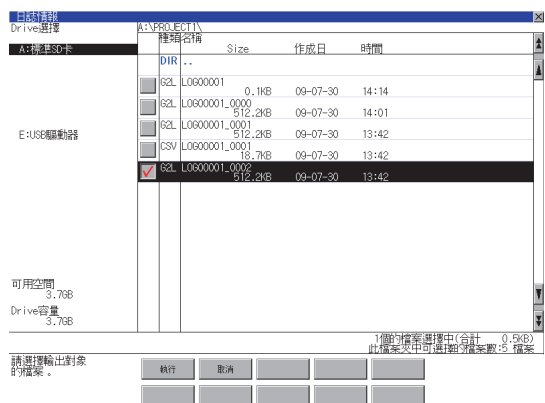 日誌情報
Drive選擇
A:\PROJECT1\
種類 名稱
Size 作成日 時間
A:標準SD卡
DIR ..
G2L LOG00001
0.1KB 09-07-30 14:14
G2L LOG00001_0000
512.2KB 09-07-30 14:01
E:USB驅動器
G2L LOG00001_0001
512.2KB 09-07-30 13:42
CSV LOG00001_0001
18.7KB 09-07-30 13:42
G2L LOG00001_0002
512.2KB 09-07-30 13:42
可用空間
3.7GB
Drive容量
3.7GB
1個的檔案選擇中(合計 0.5KB)
此檔案夾中可選擇的檔案數:5 檔案
請選擇輸出對象
的檔案。
執行 取消